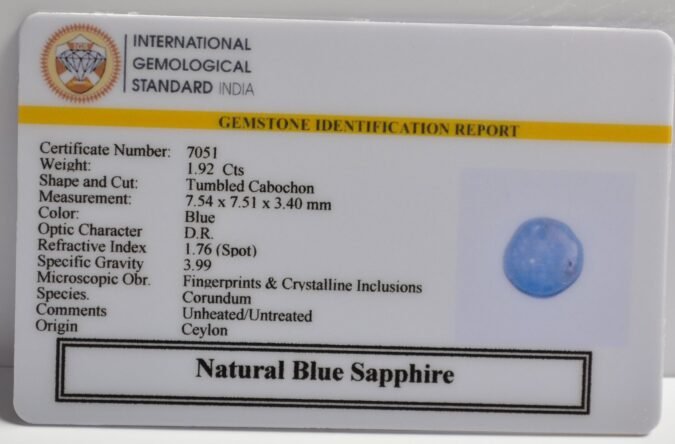 IGS
INTERNATIONAL
GEMOLOGICAL
STANDARD INDIA
GEMSTONE IDENTIFICATION REPORT
Certificate Number: 7051
Weight: 1.92 Cts
Shape and Cut: Tumbled Cabochon
Measurement: 7.54 x 7.51 x 3.40 mm
Color: Blue
Optic Character D.R.
Refractive Index 1.76 (Spot)
Specific Gravity 3.99
Microscopic Obr. Fingerprints & Crystalline Inclusions
Species. Corundum
Comments Unheated/Untreated
Origin Ceylon
Natural Blue Sapphire